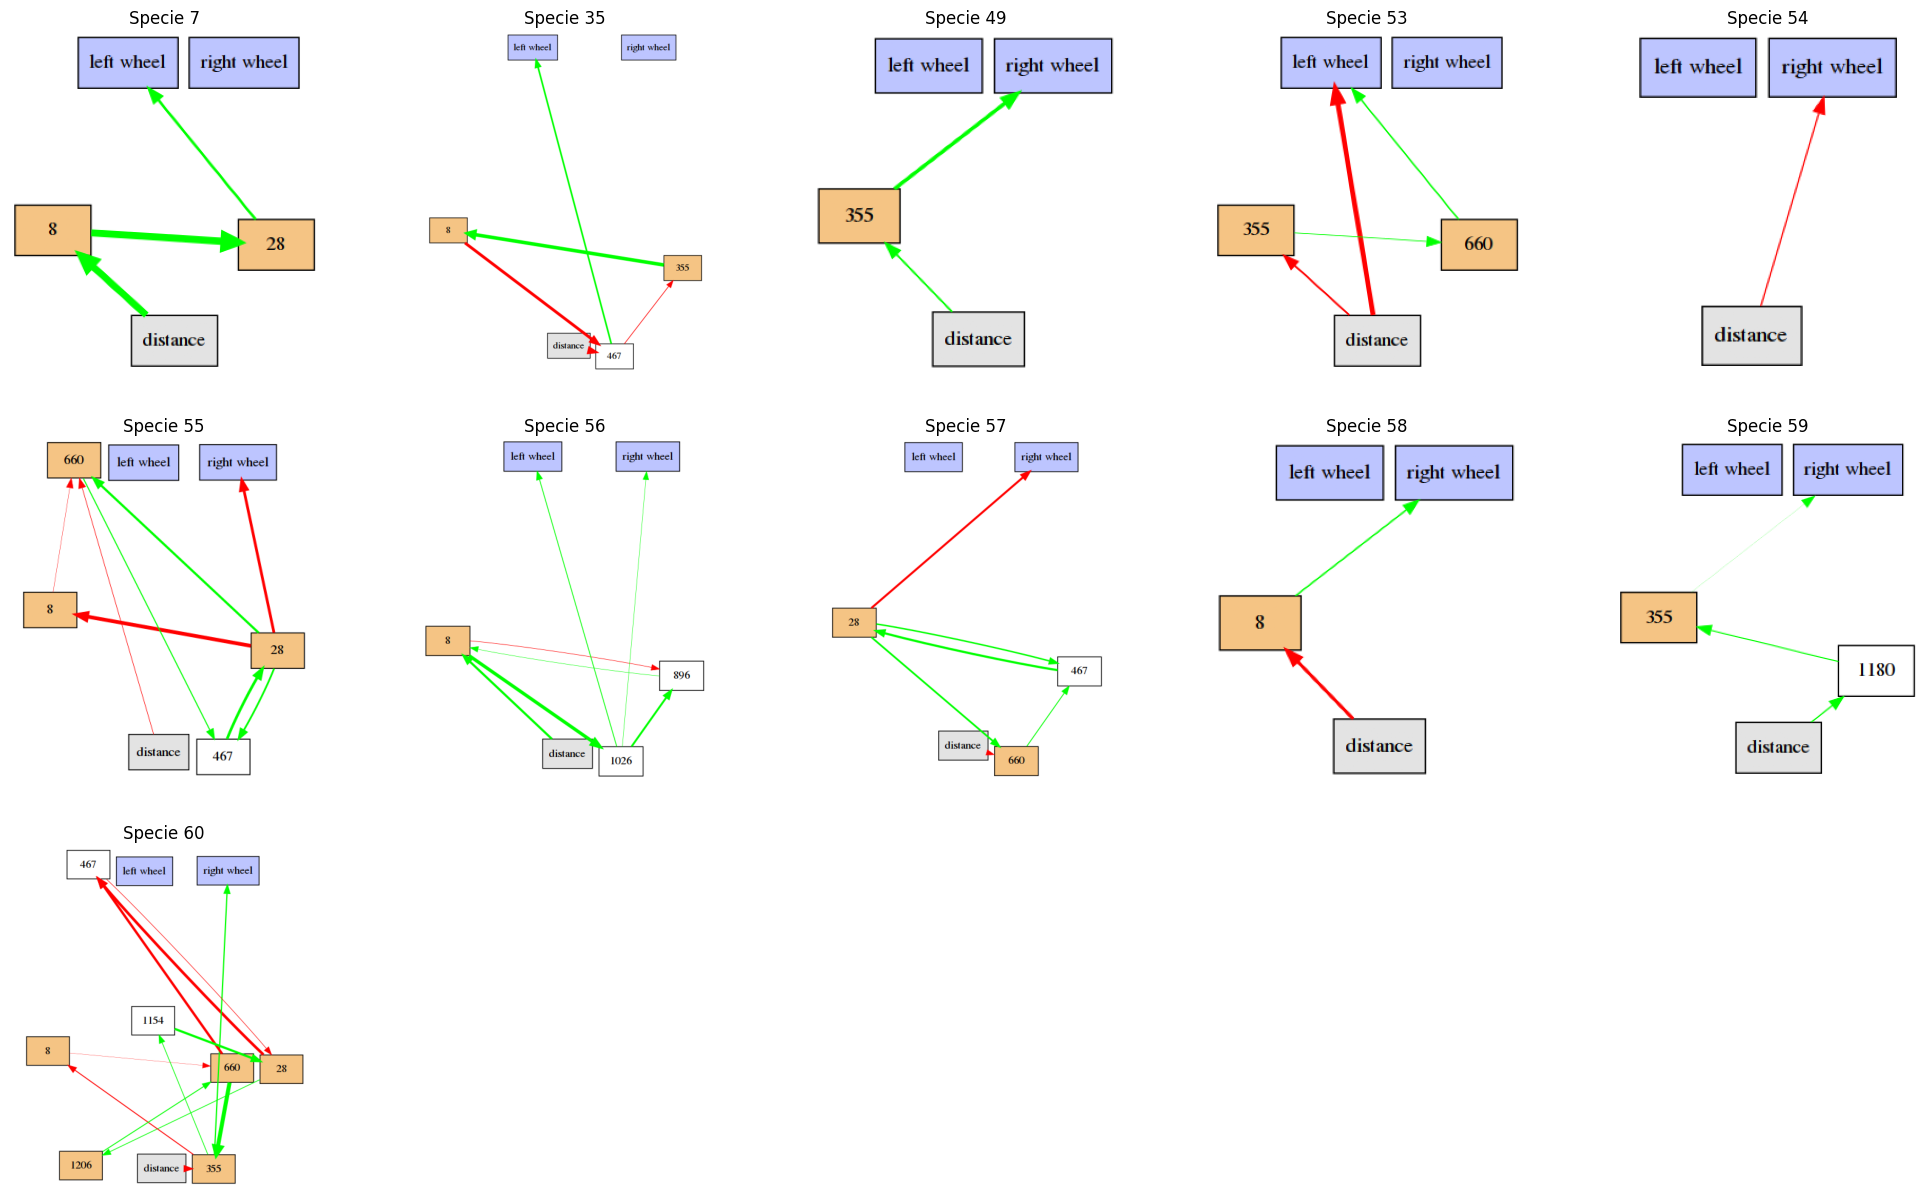 Specie 7
left wheel
right wheel
8
28
distance
Specie 35
left wheel
right wheel
8
355
distance
467
Specie 49
left wheel
right wheel
355
distance
Specie 53
left wheel
right wheel
355
660
distance
Specie 54
left wheel
right wheel
distance
Specie 55
660
left wheel
right wheel
8
28
distance
467
Specie 56
left wheel
right wheel
8
896
distance
1026
Specie 57
left wheel
right wheel
28
467
distance
660
Specie 58
left wheel
right wheel
8
distance
Specie 59
left wheel
right wheel
355
1180
distance
Specie 60
467
left wheel
right wheel
1154
8
660
28
1206
distance
355